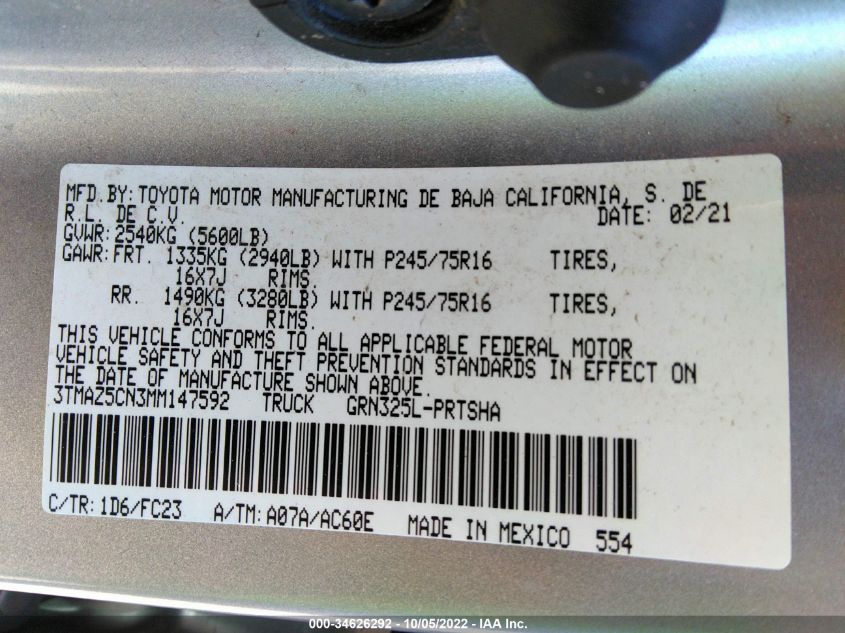 MFD.BY: TOYOTA MOTOR MANUFACTURING DE BAJA CALIFORNIA, S. DE
R.L. DE C.V. DATE: 02/21
GVWR: 2540KG (5600LB)
GAWR: FRT. 1335KG (2940LB) WITH P245/75R16 TIRES,
16X7J RIMS.
RR. 1490KG (3280LB) WITH P245/75R16 TIRES,
16X7J RIMS.
THIS VEHICLE CONFORMS TO ALL APPLICABLE FEDERAL MOTOR
VEHICLE SAFETY AND THEFT PREVENTION STANDARDS IN EFFECT ON
THE DATE OF MANUFACTURE SHOWN ABOVE.
3TMAZ5CN3MM147592 TRUCK GRN325L-PRTSHA
C/TR: 1D6/FC23 A/TM: A07A/AC60E MADE IN MEXICO 554
000-34626292 - 10/05/2022 - IAA Inc.